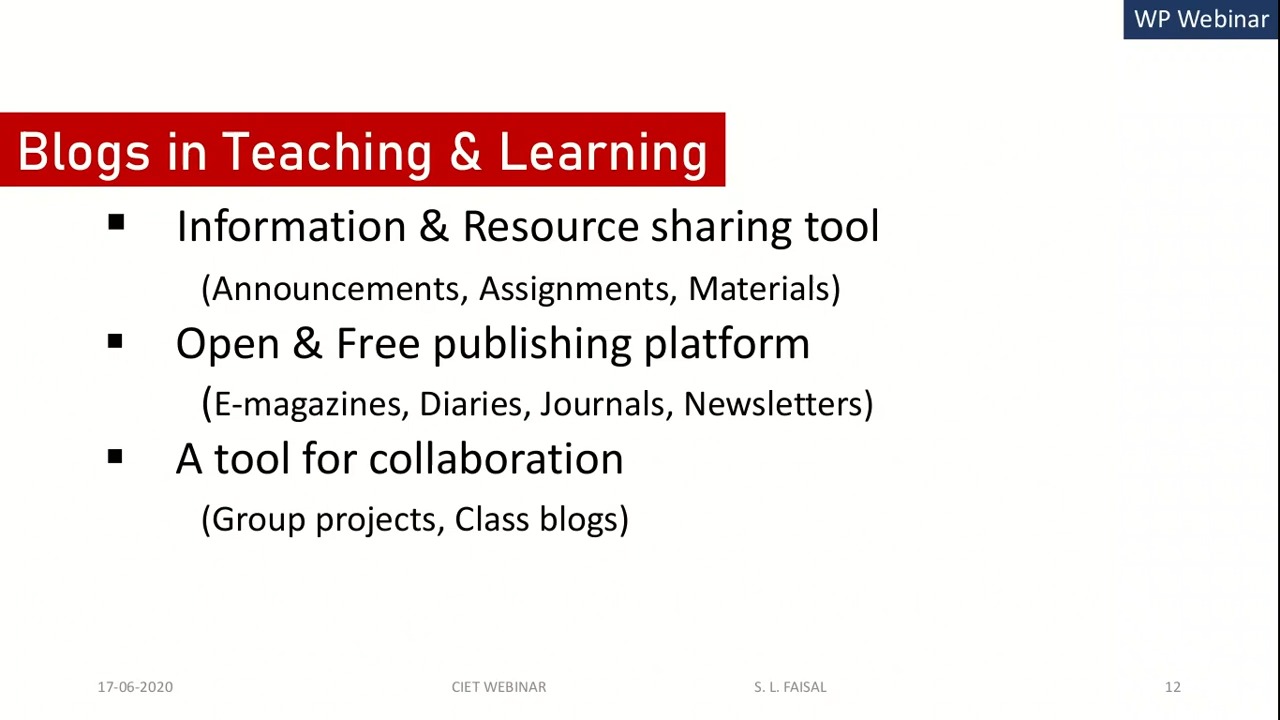 WP Webinar
Blogs in Teaching & Learning
▪ Information & Resource sharing tool
(Announcements, Assignments, Materials)
▪ Open & Free publishing platform
(E-magazines, Diaries, Journals, Newsletters)
▪ A tool for collaboration
(Group projects, Class blogs)
17-06-2020 CIET WEBINAR S. L. FAISAL 12